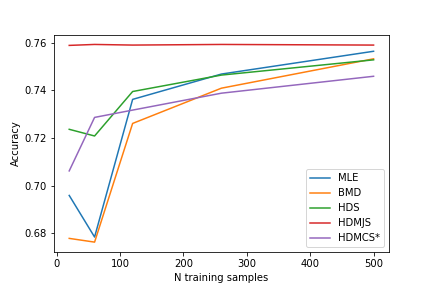 0.76
0.74
0.72
0.70
0.68
Accuracy
0 100 200 300 400 500
N training samples
MLE
BMD
HDS
HDMJS
HDMCS*